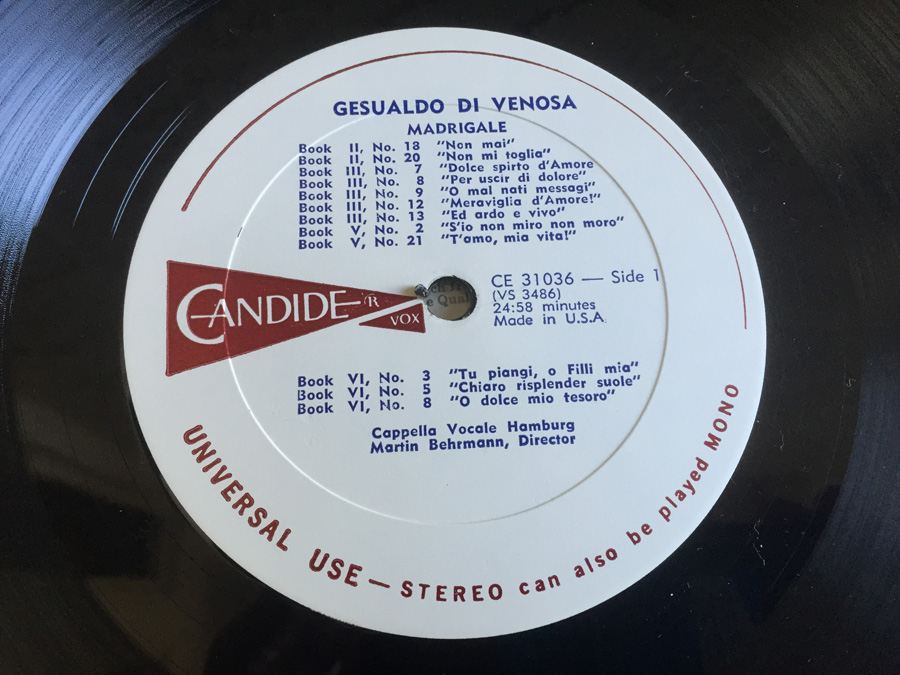 GESUALDO DI VENOSA
MADRIGALE
Book II, No. 18 "Non mai"
Book II, No. 20 "Non mi toglia"
Book III, No. 7 "Dolce spirto d'Amore
Book III, No. 8 "Per uscir di dolore"
Book III, No. 9 "O mal nati messagi"
Book III, No. 12 "Meraviglia d'Amore!"
Book III, No. 13 "Ed ardo e vivo"
Book V, No. 2 "S'io non miro non moro"
Book V, No. 21 "T'amo, mia vita!"
CANDIDE R
VOX
CE 31036 — Side 1
(VS 3486)
24:58 minutes
Made in U.S.A.
Book VI, No. 3 "Tu piangi, o Filli mia"
Book VI, No. 5 "Chiaro risplender suole"
Book VI, No. 8 "O dolce mio tesoro"
Cappella Vocale Hamburg
Martin Behrmann, Director
UNIVERSAL USE — STEREO can also be played MONO